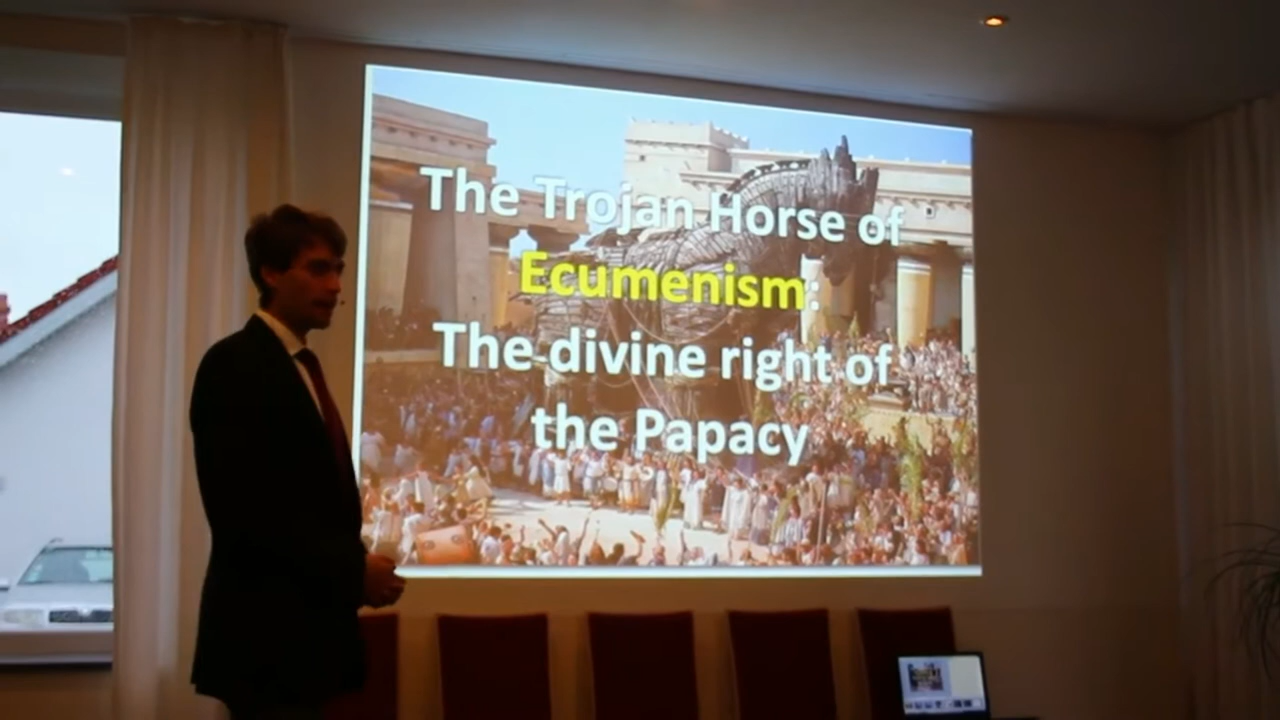 The Trojan Horse of
Ecumenism:
The divine right of
the Papacy